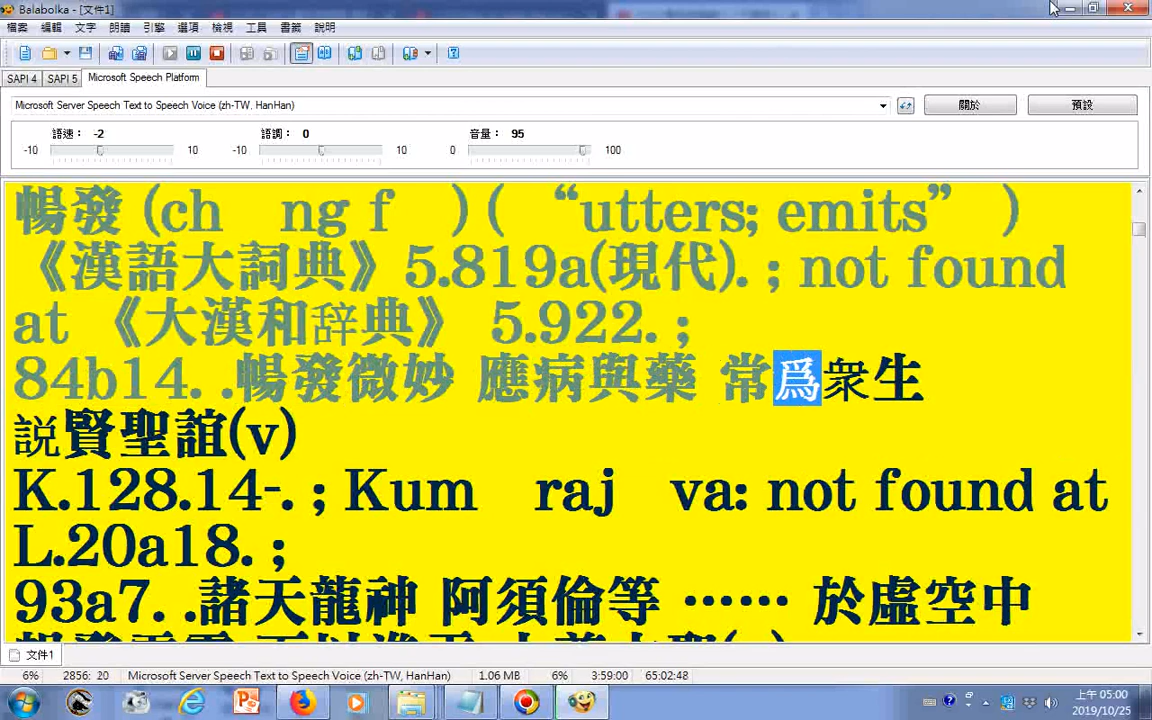 Balabolka - [文件1]
檔案 編輯 文字 朗讀 引擎 選項 檢視 工具 書籤 說明
SAPI 4 SAPI 5 Microsoft Speech Platform
Microsoft Server Speech Text to Speech Voice (zh-TW, HanHan) 關於 預設
語速： -2 語調： 0 音量： 95
-10 10 -10 10 0 100
暢發 (ch ng f ) ( “utters; emits” )
《漢語大詞典》 5.819a(現代). ; not found
at 《大漢和辞典》 5.922. ;
84b14. .暢發微妙 應病與藥 常爲衆生
説賢聖誼(v)
K.128.14-. ; Kum raj va: not found at
L.20a18. ;
93a7. .諸天龍神 阿須倫等 …… 於虛空中
文件1
6% 2856: 20 Microsoft Server Speech Text to Speech Voice (zh-TW, HanHan) 1.06 MB 6% 3:59:00 65:02:48
上午 05:00
2019/10/25